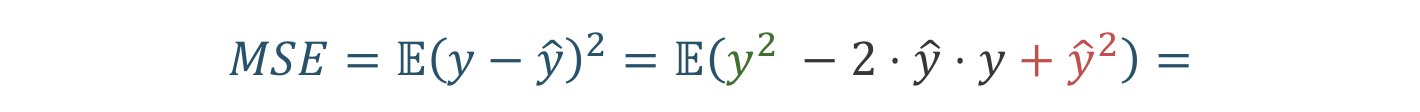 MSE = 𝔼(y − ŷ)² = 𝔼(y² − 2 · ŷ · y + ŷ²) =